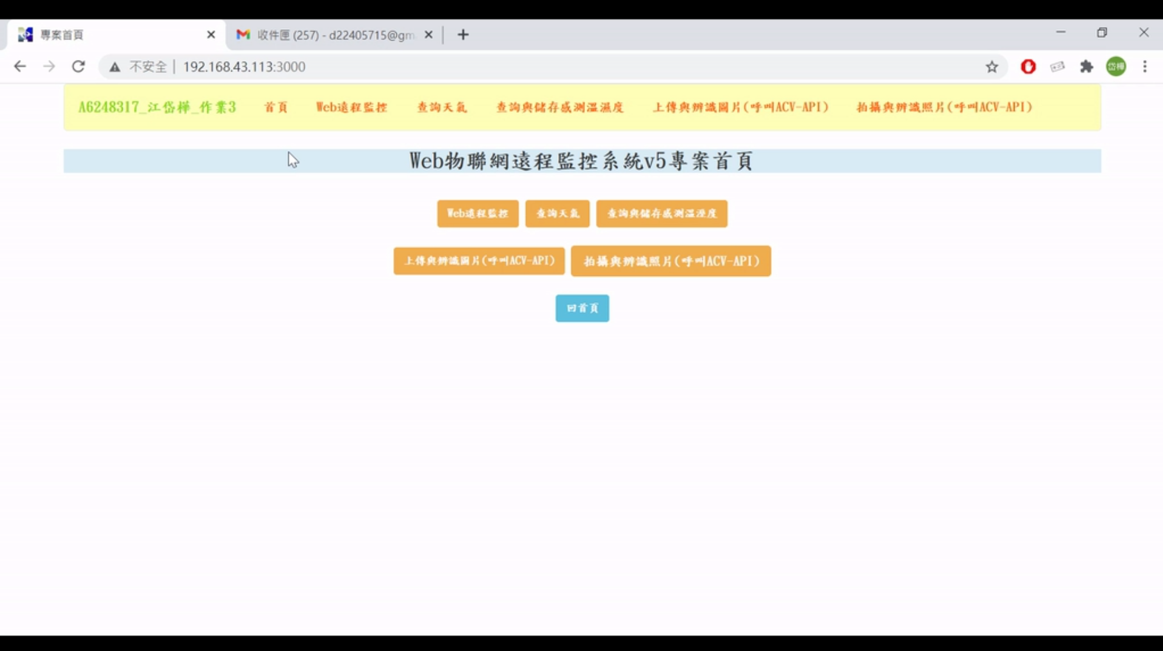 專案首頁
收件匣 (257) - d22405715@gm
不安全 | 192.168.43.113:3000
岱樺
A6248317_江岱樺_作業3 首頁 Web遠程監控 查詢天氣 查詢與儲存感測溫濕度 上傳與辨識圖片(呼叫ACV-API) 拍攝與辨識照片(呼叫ACV-API)
Web物聯網遠程監控系統v5專案首頁
Web遠程監控 查詢天氣 查詢與儲存感測溫溼度
上傳與辨識圖片(呼叫ACV-API) 拍攝與辨識照片(呼叫ACV-API)
回首頁